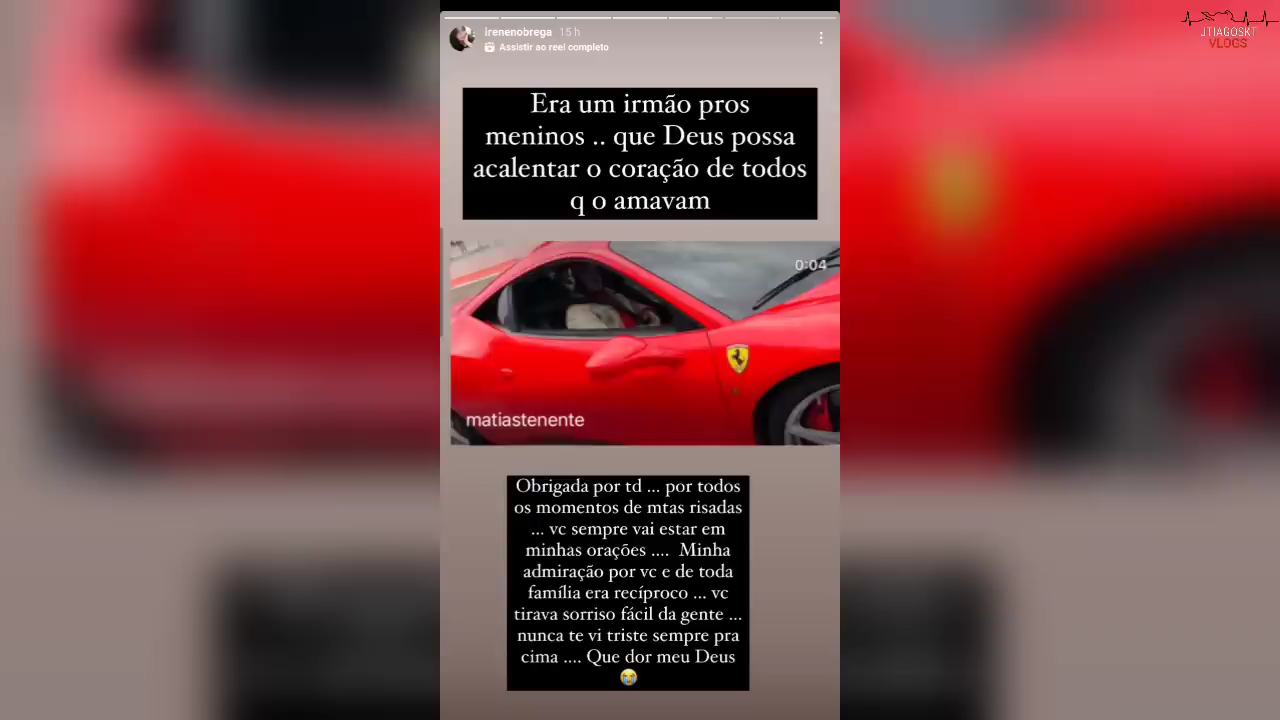 irenenobrega 15 h
Assistir ao reel completo
JTIAGOSKT
VLOGS
Era um irmão pros
meninos .. que Deus possa
acalentar o coração de todos
q o amavam
0:04
matiastenente
Obrigada por td ... por todos
os momentos de mtas risadas
... vc sempre vai estar em
minhas orações .... Minha
admiração por vc e de toda
família era recíproco ... vc
tirava sorriso fácil da gente ...
nunca te vi triste sempre pra
cima .... Que dor meu Deus
😭